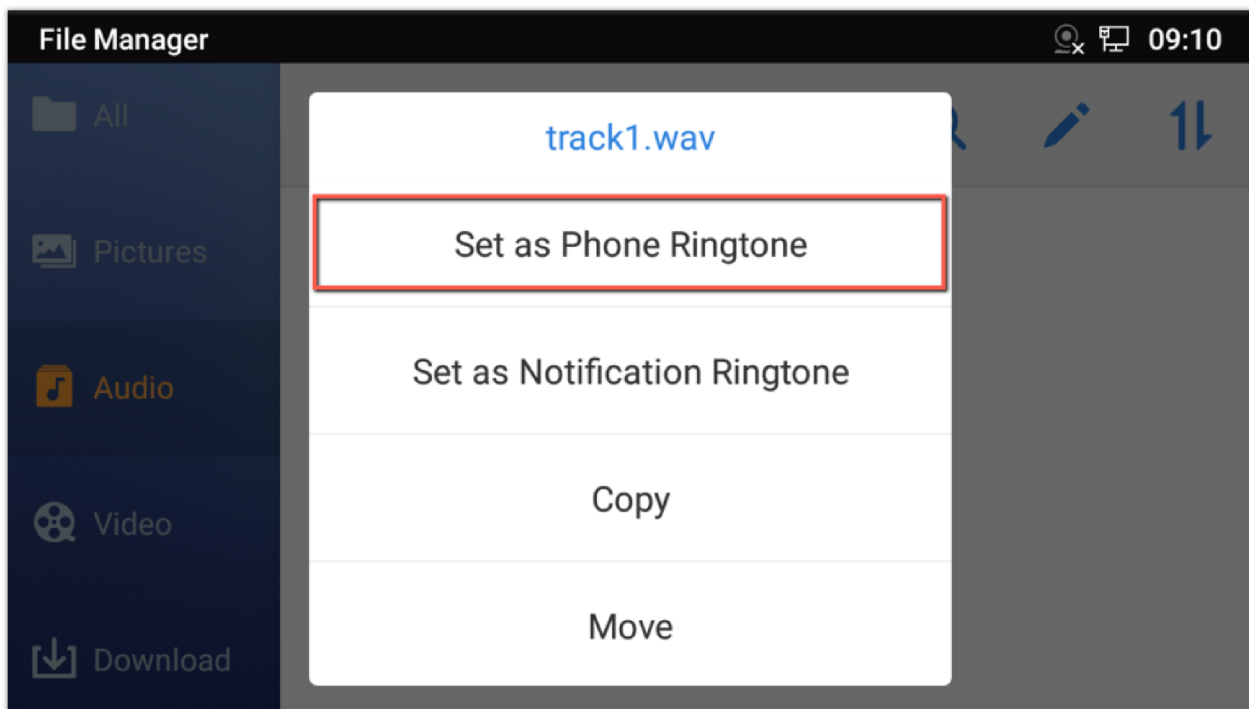 File Manager
09:10
All
Pictures
Audio
Video
Download
track1.wav
Set as Phone Ringtone
Set as Notification Ringtone
Copy
Move